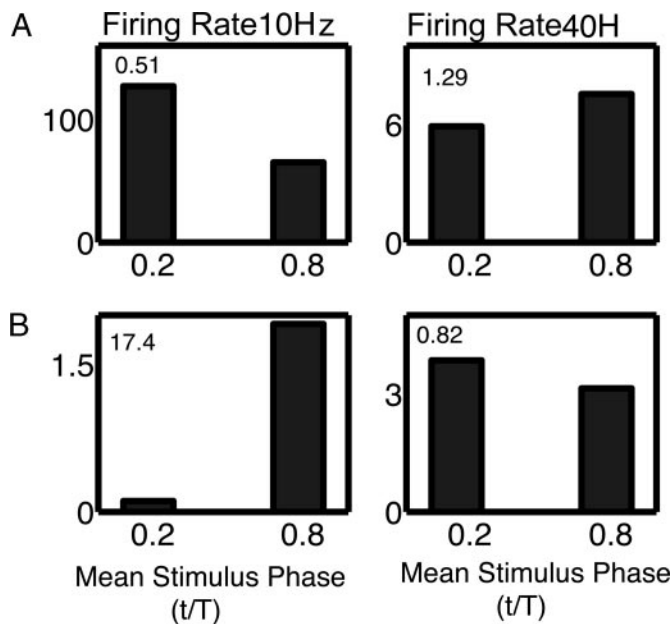 A
Firing Rate10Hz
Firing Rate40H
0.51
100
0
0.2
0.8
1.29
6
0
0.2
0.8
B
17.4
1.5
0
0.2
0.8
0.82
3
0
0.2
0.8
Mean Stimulus Phase
(t/T)
Mean Stimulus Phase
(t/T)